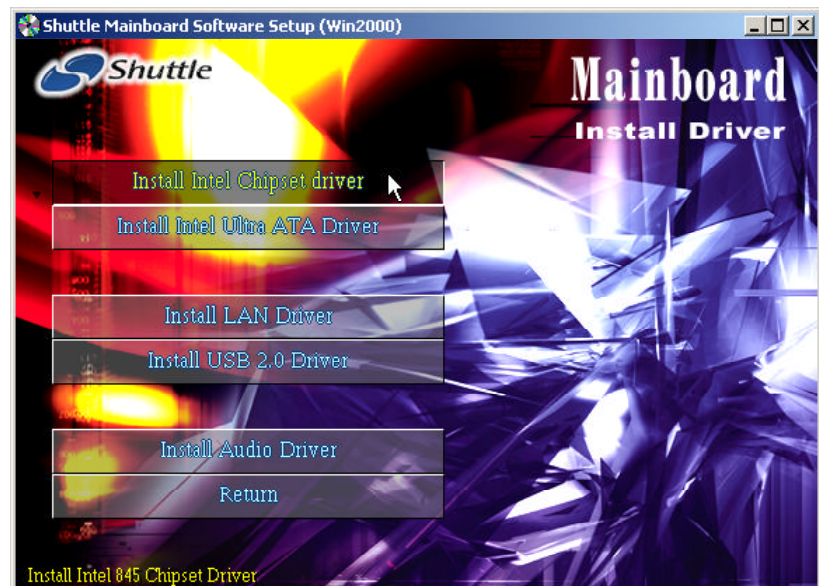 Shuttle Mainboard Software Setup (Win2000)
Shuttle
Mainboard
Install Driver
Install Intel Chipset driver
Install Intel Ultra ATA Driver
Install LAN Driver
Install USB 2.0 Driver
Install Audio Driver
Return
Install Intel 845 Chipset Driver